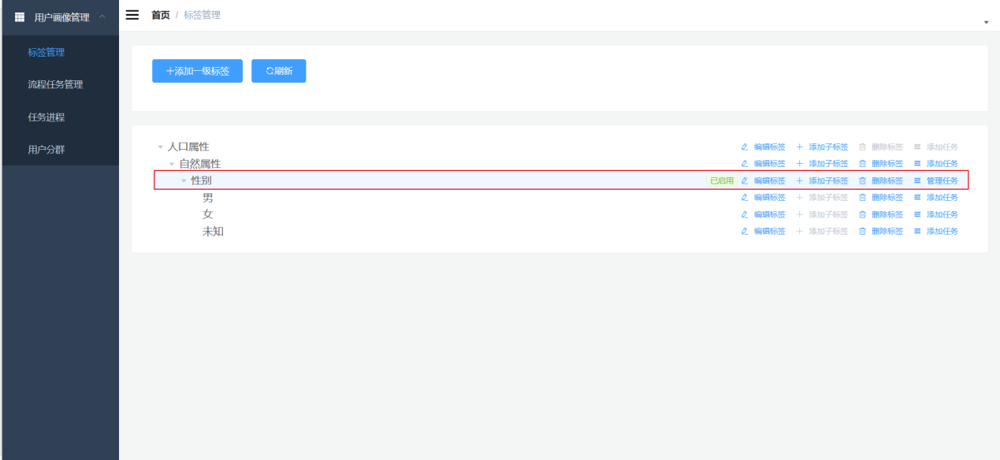 用户画像管理
首页 / 标签管理
标签管理
流程任务管理
任务进程
用户分群
+添加一级标签 刷新
人口属性 编辑标签 + 添加子标签 删除标签 添加任务
自然属性 编辑标签 + 添加子标签 删除标签 添加任务
性别 已启用 编辑标签 + 添加子标签 删除标签 管理任务
男 编辑标签 + 添加子标签 删除标签 添加任务
女 编辑标签 + 添加子标签 删除标签 添加任务
未知 编辑标签 + 添加子标签 删除标签 添加任务